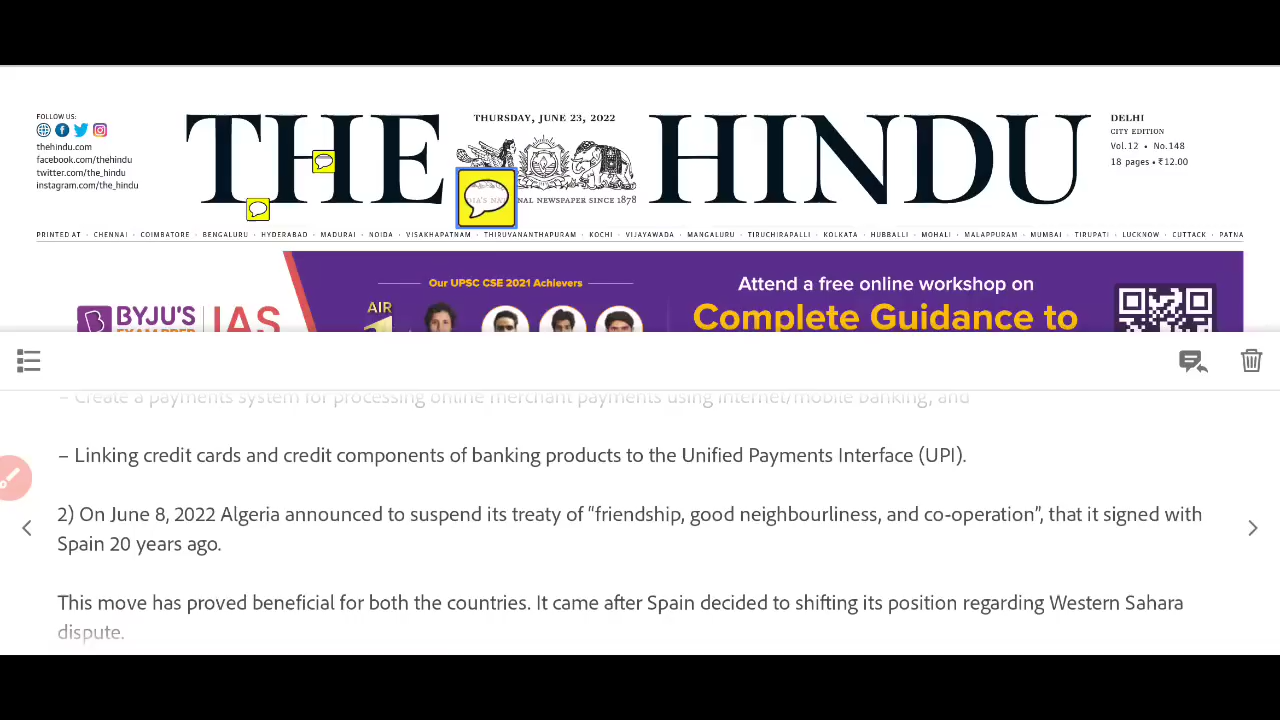 FOLLOW US:
thehindu.com
facebook.com/thehindu
twitter.com/the_hindu
instagram.com/the_hindu
THE HINDU
THURSDAY, JUNE 23, 2022
NAL NEWSPAPER SINCE 1878
DELHI
CITY EDITION
Vol.12 • No.148
18 pages • ₹12.00
PRINTED AT · CHENNAI · COIMBATORE · BENGALURU · HYDERABAD · MADURAI · NOIDA · VISAKHAPATNAM · THIRUVANANTHAPURAM · KOCHI · VIJAYAWADA · MANGALURU · TIRUCHIRAPALLI · KOLKATA · HUBBALLI · MOHALI · MALAPPURAM · MUMBAI · TIRUPATI · LUCKNOW · CUTTACK · PATNA
BYJU'S
EXAM PREP
IAS
Our UPSC CSE 2021 Achievers
AIR
1
Attend a free online workshop on
Complete Guidance to
– Create a payments system for processing online merchant payments using internet/mobile banking, and
– Linking credit cards and credit components of banking products to the Unified Payments Interface (UPI).
2) On June 8, 2022 Algeria announced to suspend its treaty of "friendship, good neighbourliness, and co-operation", that it signed with
Spain 20 years ago.
This move has proved beneficial for both the countries. It came after Spain decided to shifting its position regarding Western Sahara
dispute.